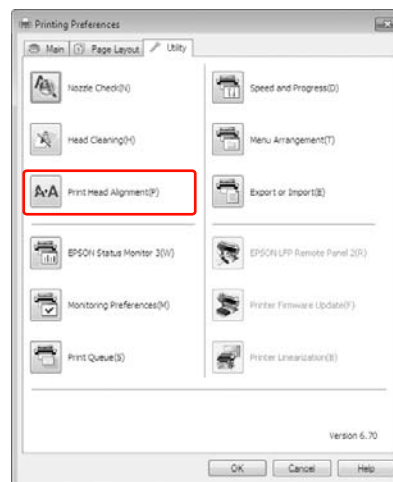 Printing Preferences
Main
Page Layout
Utility
Nozzle Check(N)
Speed and Progress(D)
Head Cleaning(H)
Menu Arrangement(T)
A·A Print Head Alignment(P)
Export or Import(E)
EPSON Status Monitor 3(W)
EPSON LFP Remote Panel 2(R)
Monitoring Preferences(M)
Printer Firmware Update(F)
Print Queue(S)
Printer Linearization(B)
Version 6.70
OK
Cancel
Help